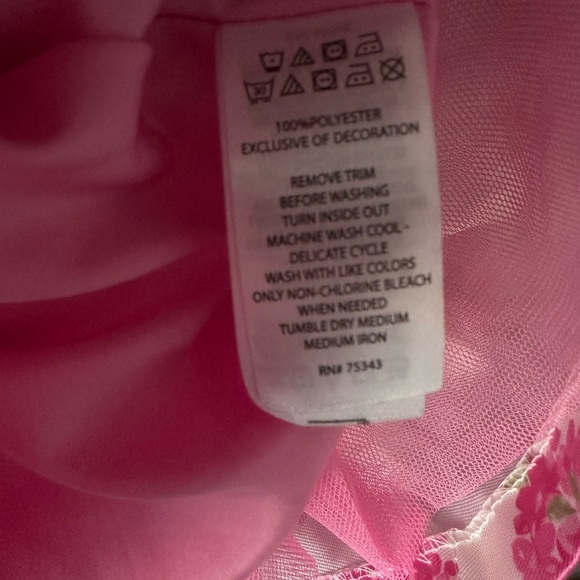 30
100%POLYESTER
EXCLUSIVE OF DECORATION
REMOVE TRIM
BEFORE WASHING
TURN INSIDE OUT
MACHINE WASH COOL -
DELICATE CYCLE
WASH WITH LIKE COLORS
ONLY NON-CHLORINE BLEACH
WHEN NEEDED
TUMBLE DRY MEDIUM
MEDIUM IRON
RN# 75343